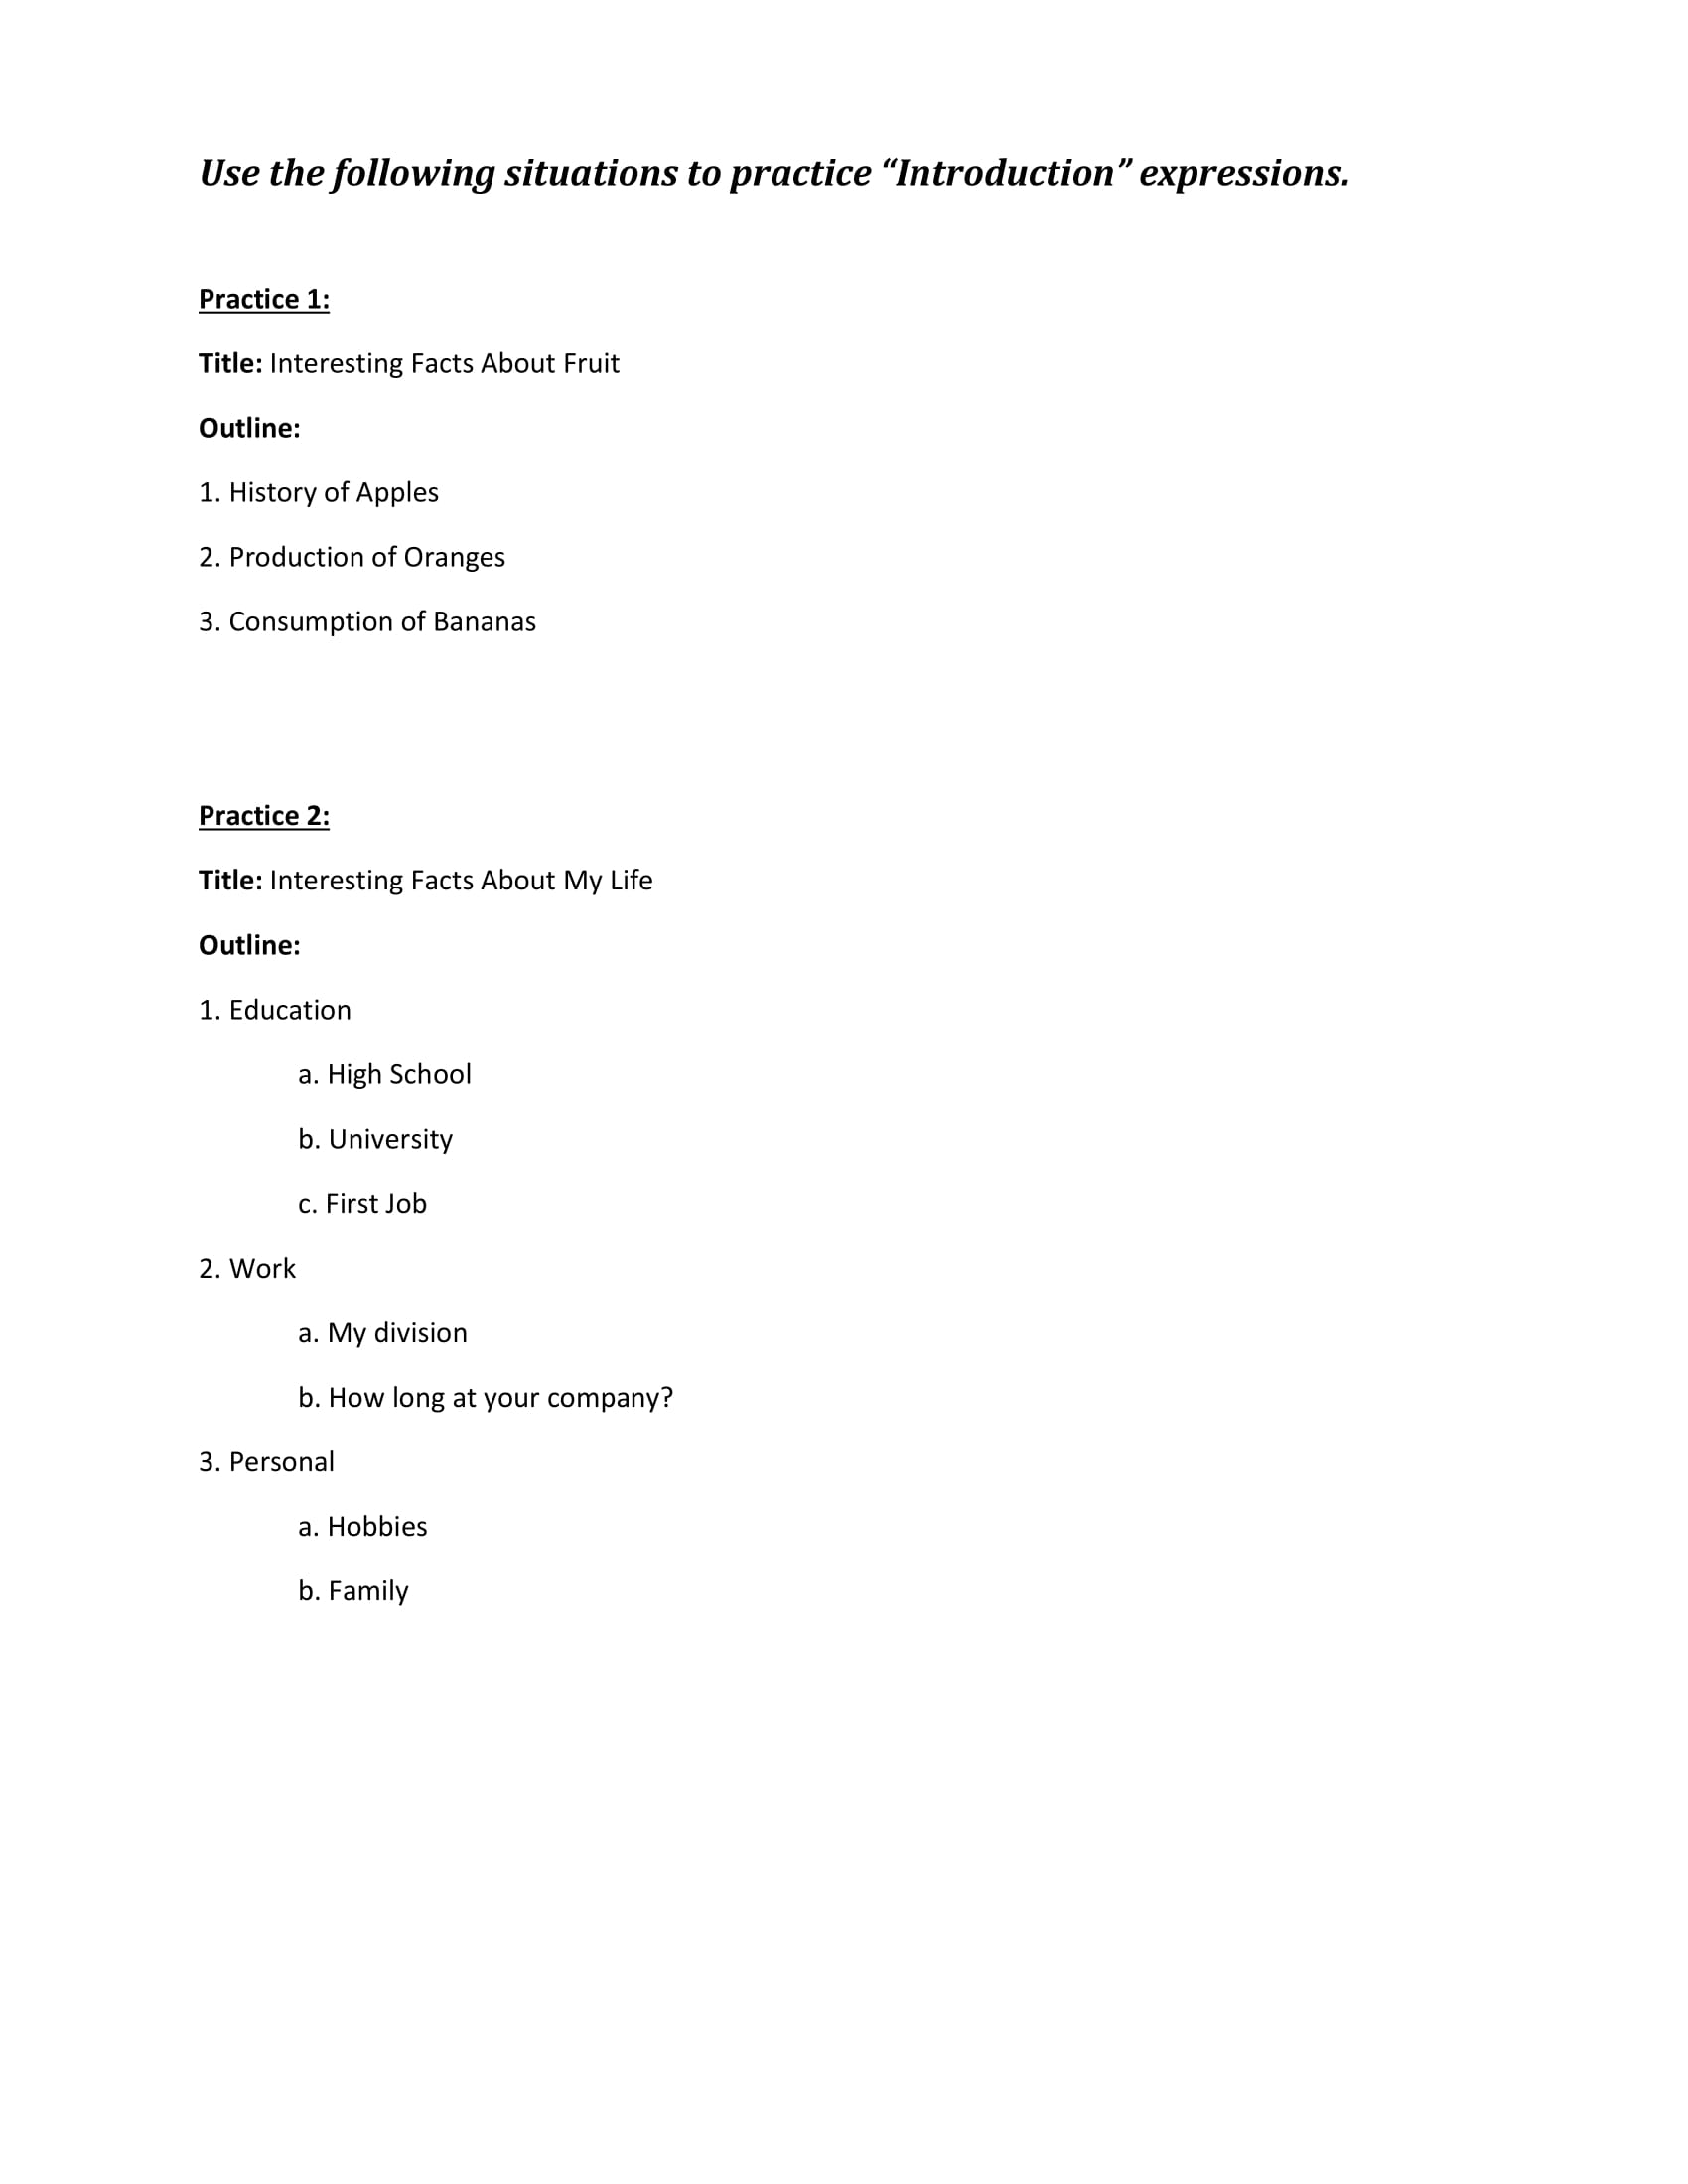 Use the following situations to practice “Introduction” expressions.
Practice 1:
Title: Interesting Facts About Fruit
Outline:
1. History of Apples
2. Production of Oranges
3. Consumption of Bananas
Practice 2:
Title: Interesting Facts About My Life
Outline:
1. Education
a. High School
b. University
c. First Job
2. Work
a. My division
b. How long at your company?
3. Personal
a. Hobbies
b. Family